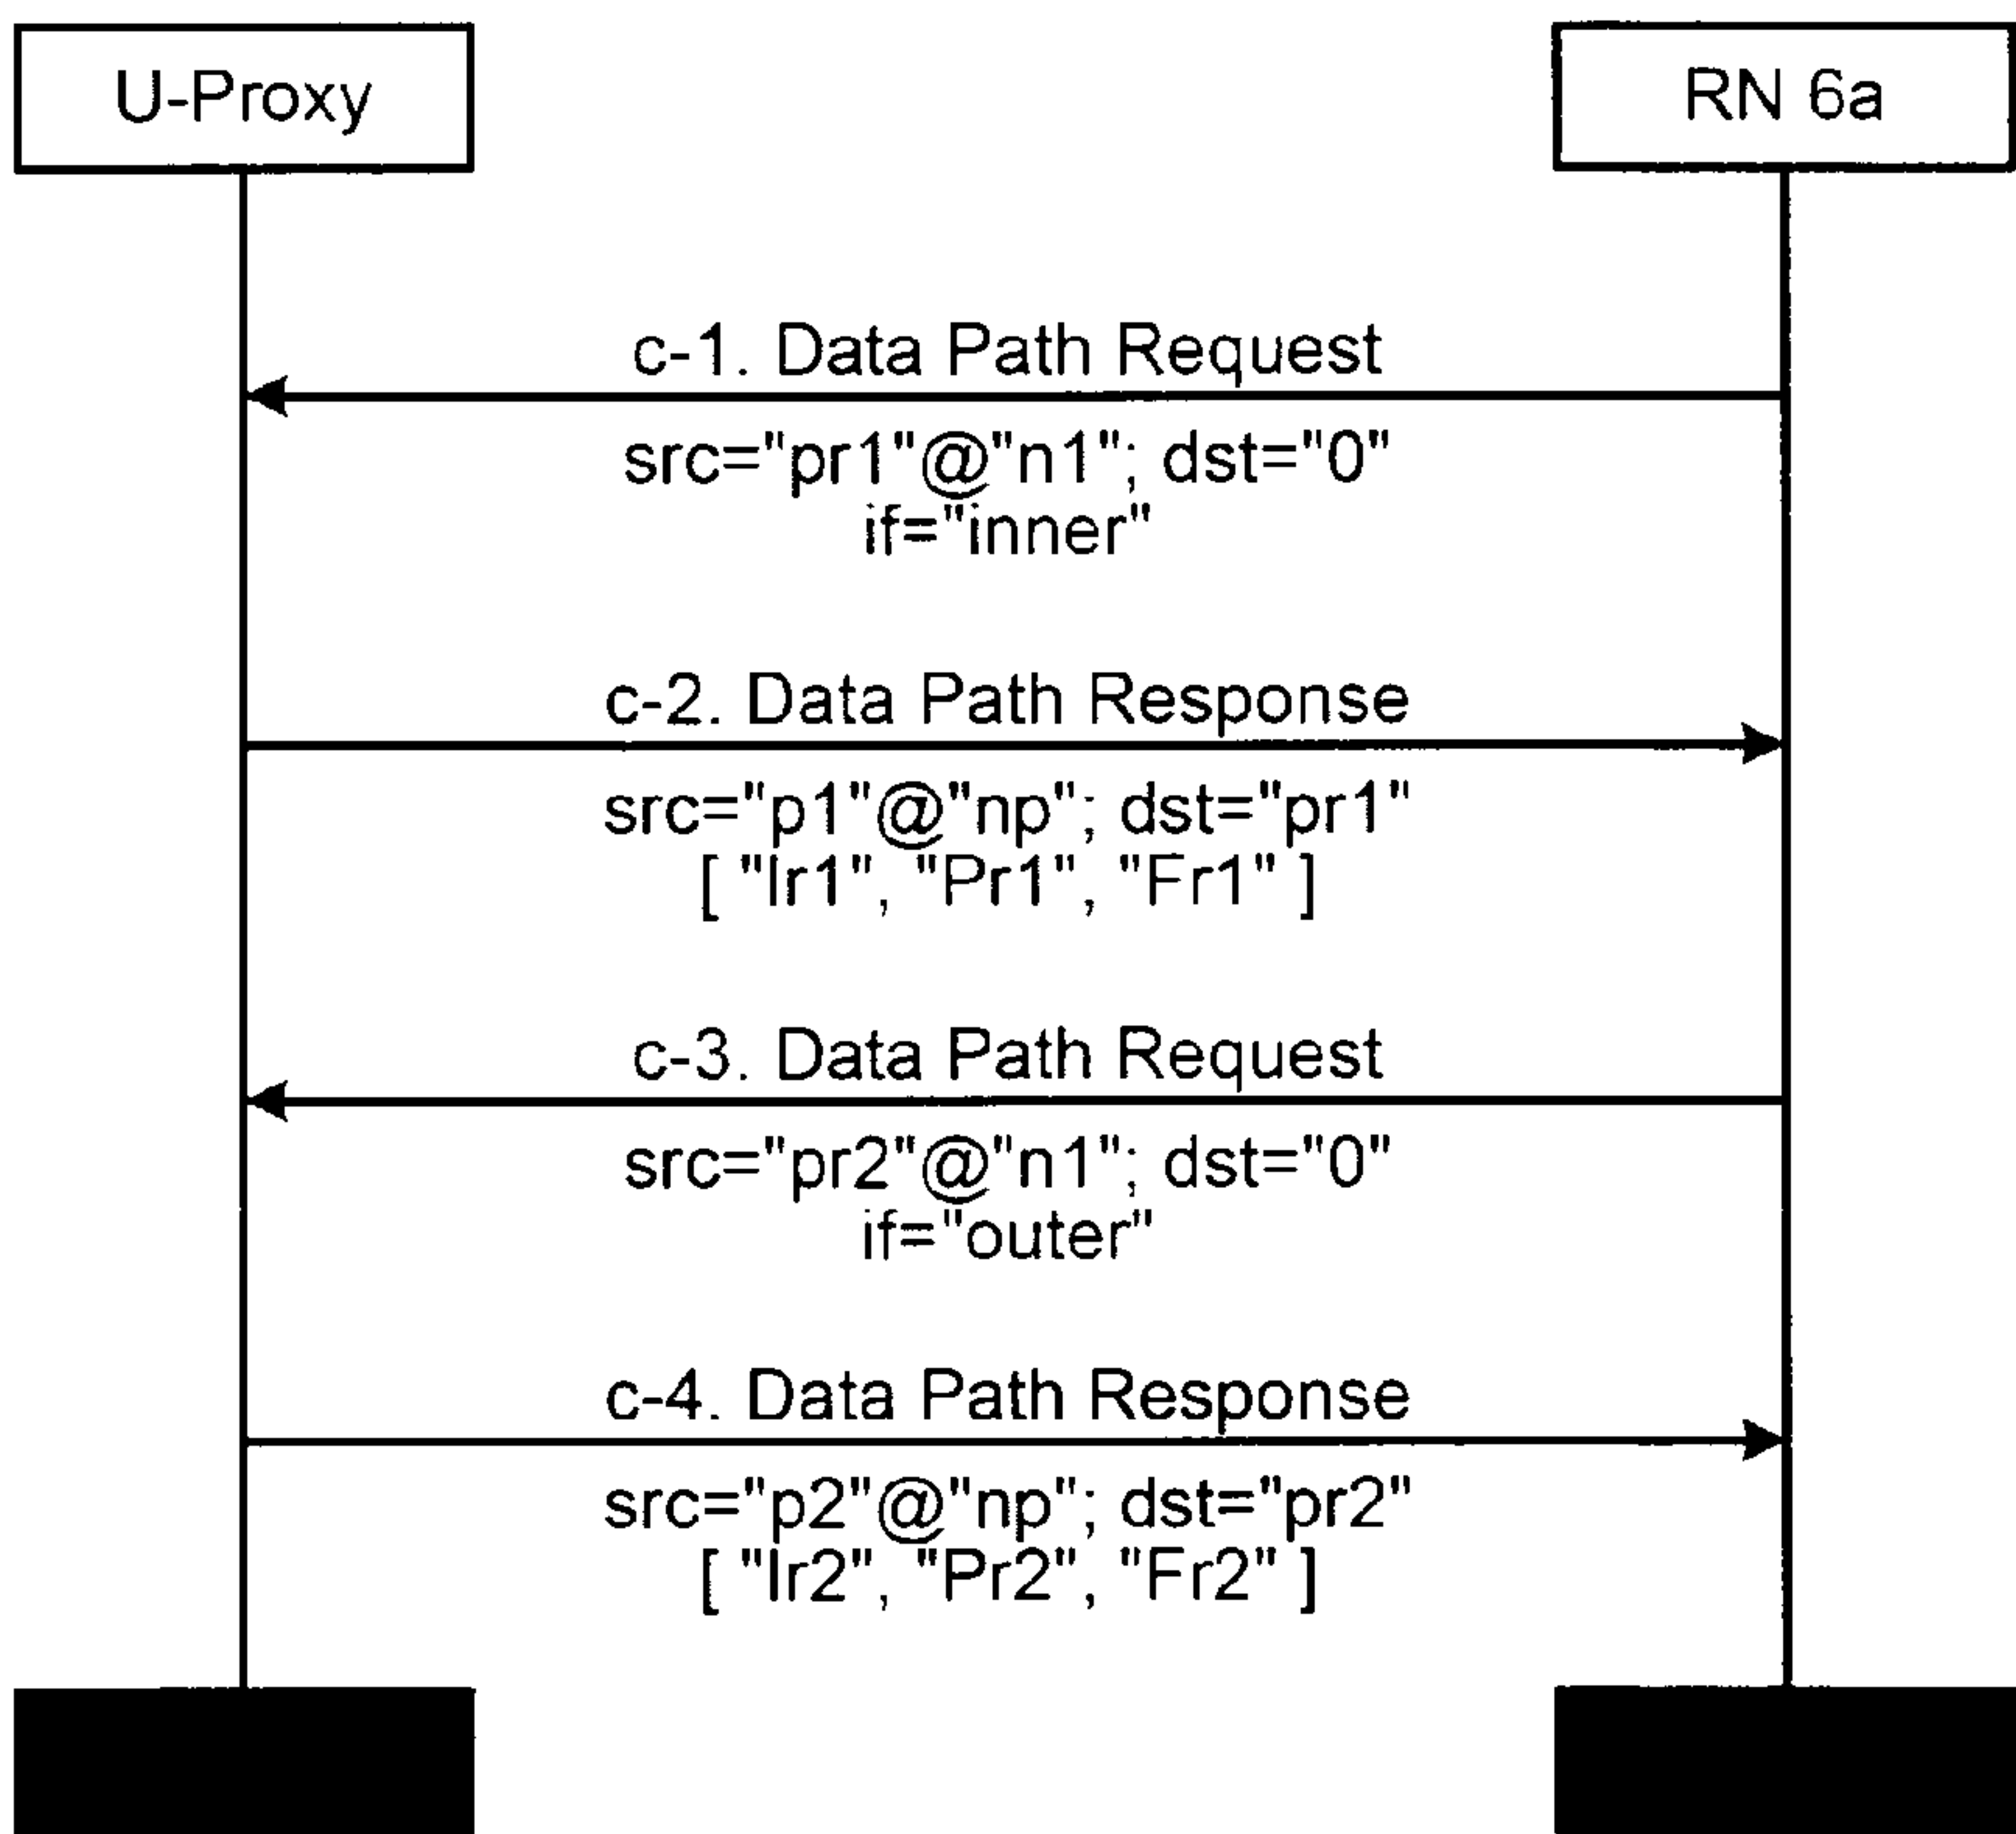 U-Proxy
RN 6a
c-1. Data Path Request
src="pr1"@"n1"; dst="0"
if="inner"
c-2. Data Path Response
src="p1"@"np"; dst="pr1"
[ "Ir1", "Pr1", "Fr1" ]
c-3. Data Path Request
src="pr2"@"n1"; dst="0"
if="outer"
c-4. Data Path Response
src="p2"@"np"; dst="pr2"
[ "Ir2", "Pr2", "Fr2" ]